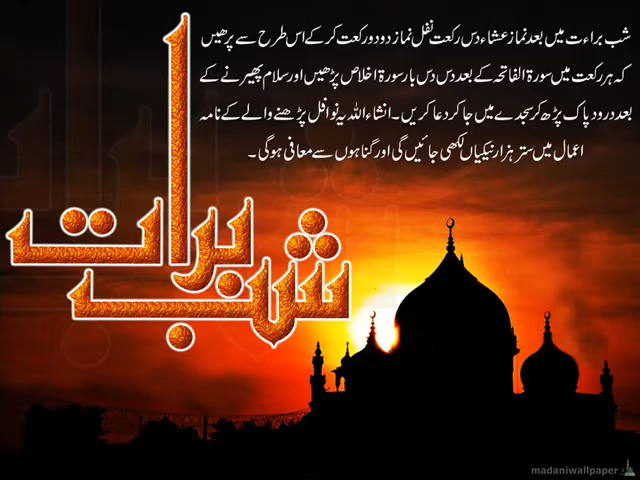 شب براءت میں بعد نماز عشاء دس رکعت نفل نماز دو دو رکعت کر کے اس طرح سے پڑھیں
کہ ہر رکعت میں سورۃ الفاتحہ کے بعد دس دس بار سورۃ اخلاص پڑھیں اور سلام پھیرنے کے
بعد درود پاک پڑھ کر سجدے میں جا کر دعا کریں۔ انشاء اللہ یہ نوافل پڑھنے والے کے نامہ
اعمال میں ستر ہزار نیکیاں لکھی جائیں گی اور گناہوں سے معافی ہوگی۔
شب برات
madaniwallpaper